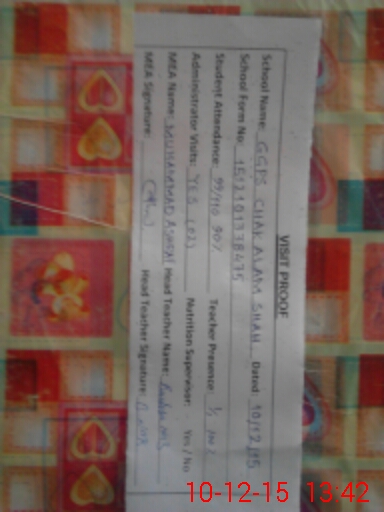 VISIT PROOF
School Name: GGPS CHAK ALAM SHAH Dated: 10/12/15
School Form No:
Student Attendance: 99/110 90% Teacher Presence: 1/1
Administrator Visits: YES (02) Nutrition Supervisor: Yes / No
MEA Name: MUHAMMAD Head Teacher Name:
MEA Signature: Head Teacher Signature:
10-12-15 13:42